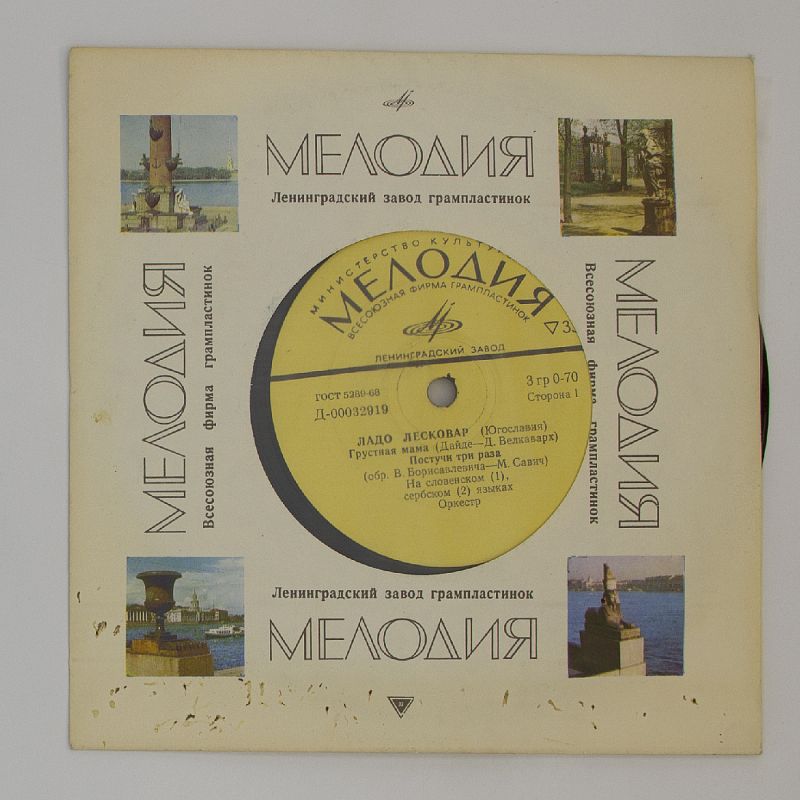 МЕЛОДИЯ
Ленинградский завод грампластинок
МЕЛОДИЯ
Всесоюзная фирма грампластинок
МИНИСТЕРСТВО
МЕЛОДИЯ
ВСЕСОЮЗНАЯ ФИРМА ГРАМПЛАСТИНОК
▽33
ЛЕНИНГРАДСКИЙ ЗАВОД
ГОСТ 5289-68
3 гр 0-70
Д-00032919
Сторона 1
ЛАДО ЛЕСКОВАР (Югославия)
Грустная мама (Дайде—Д. Велкаварх)
Постучи три раза
(обр. В. Борисавлевича—М. Савич)
На словенском (1),
сербском (2) языках
Оркестр
Всесоюзная фирма грампластинок
МЕЛОДИЯ
Ленинградский завод грампластинок
МЕЛОДИЯ